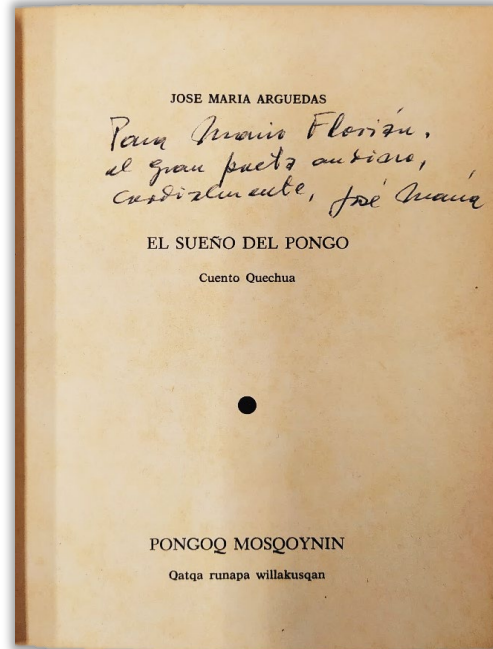 JOSE MARIA ARGUEDAS
Para Mario Florián,
al gran poeta andino,
cordialmente, José María
EL SUEÑO DEL PONGO
Cuento Quechua
PONGOQ MOSQOYNIN
Qatqa runapa willakusqan